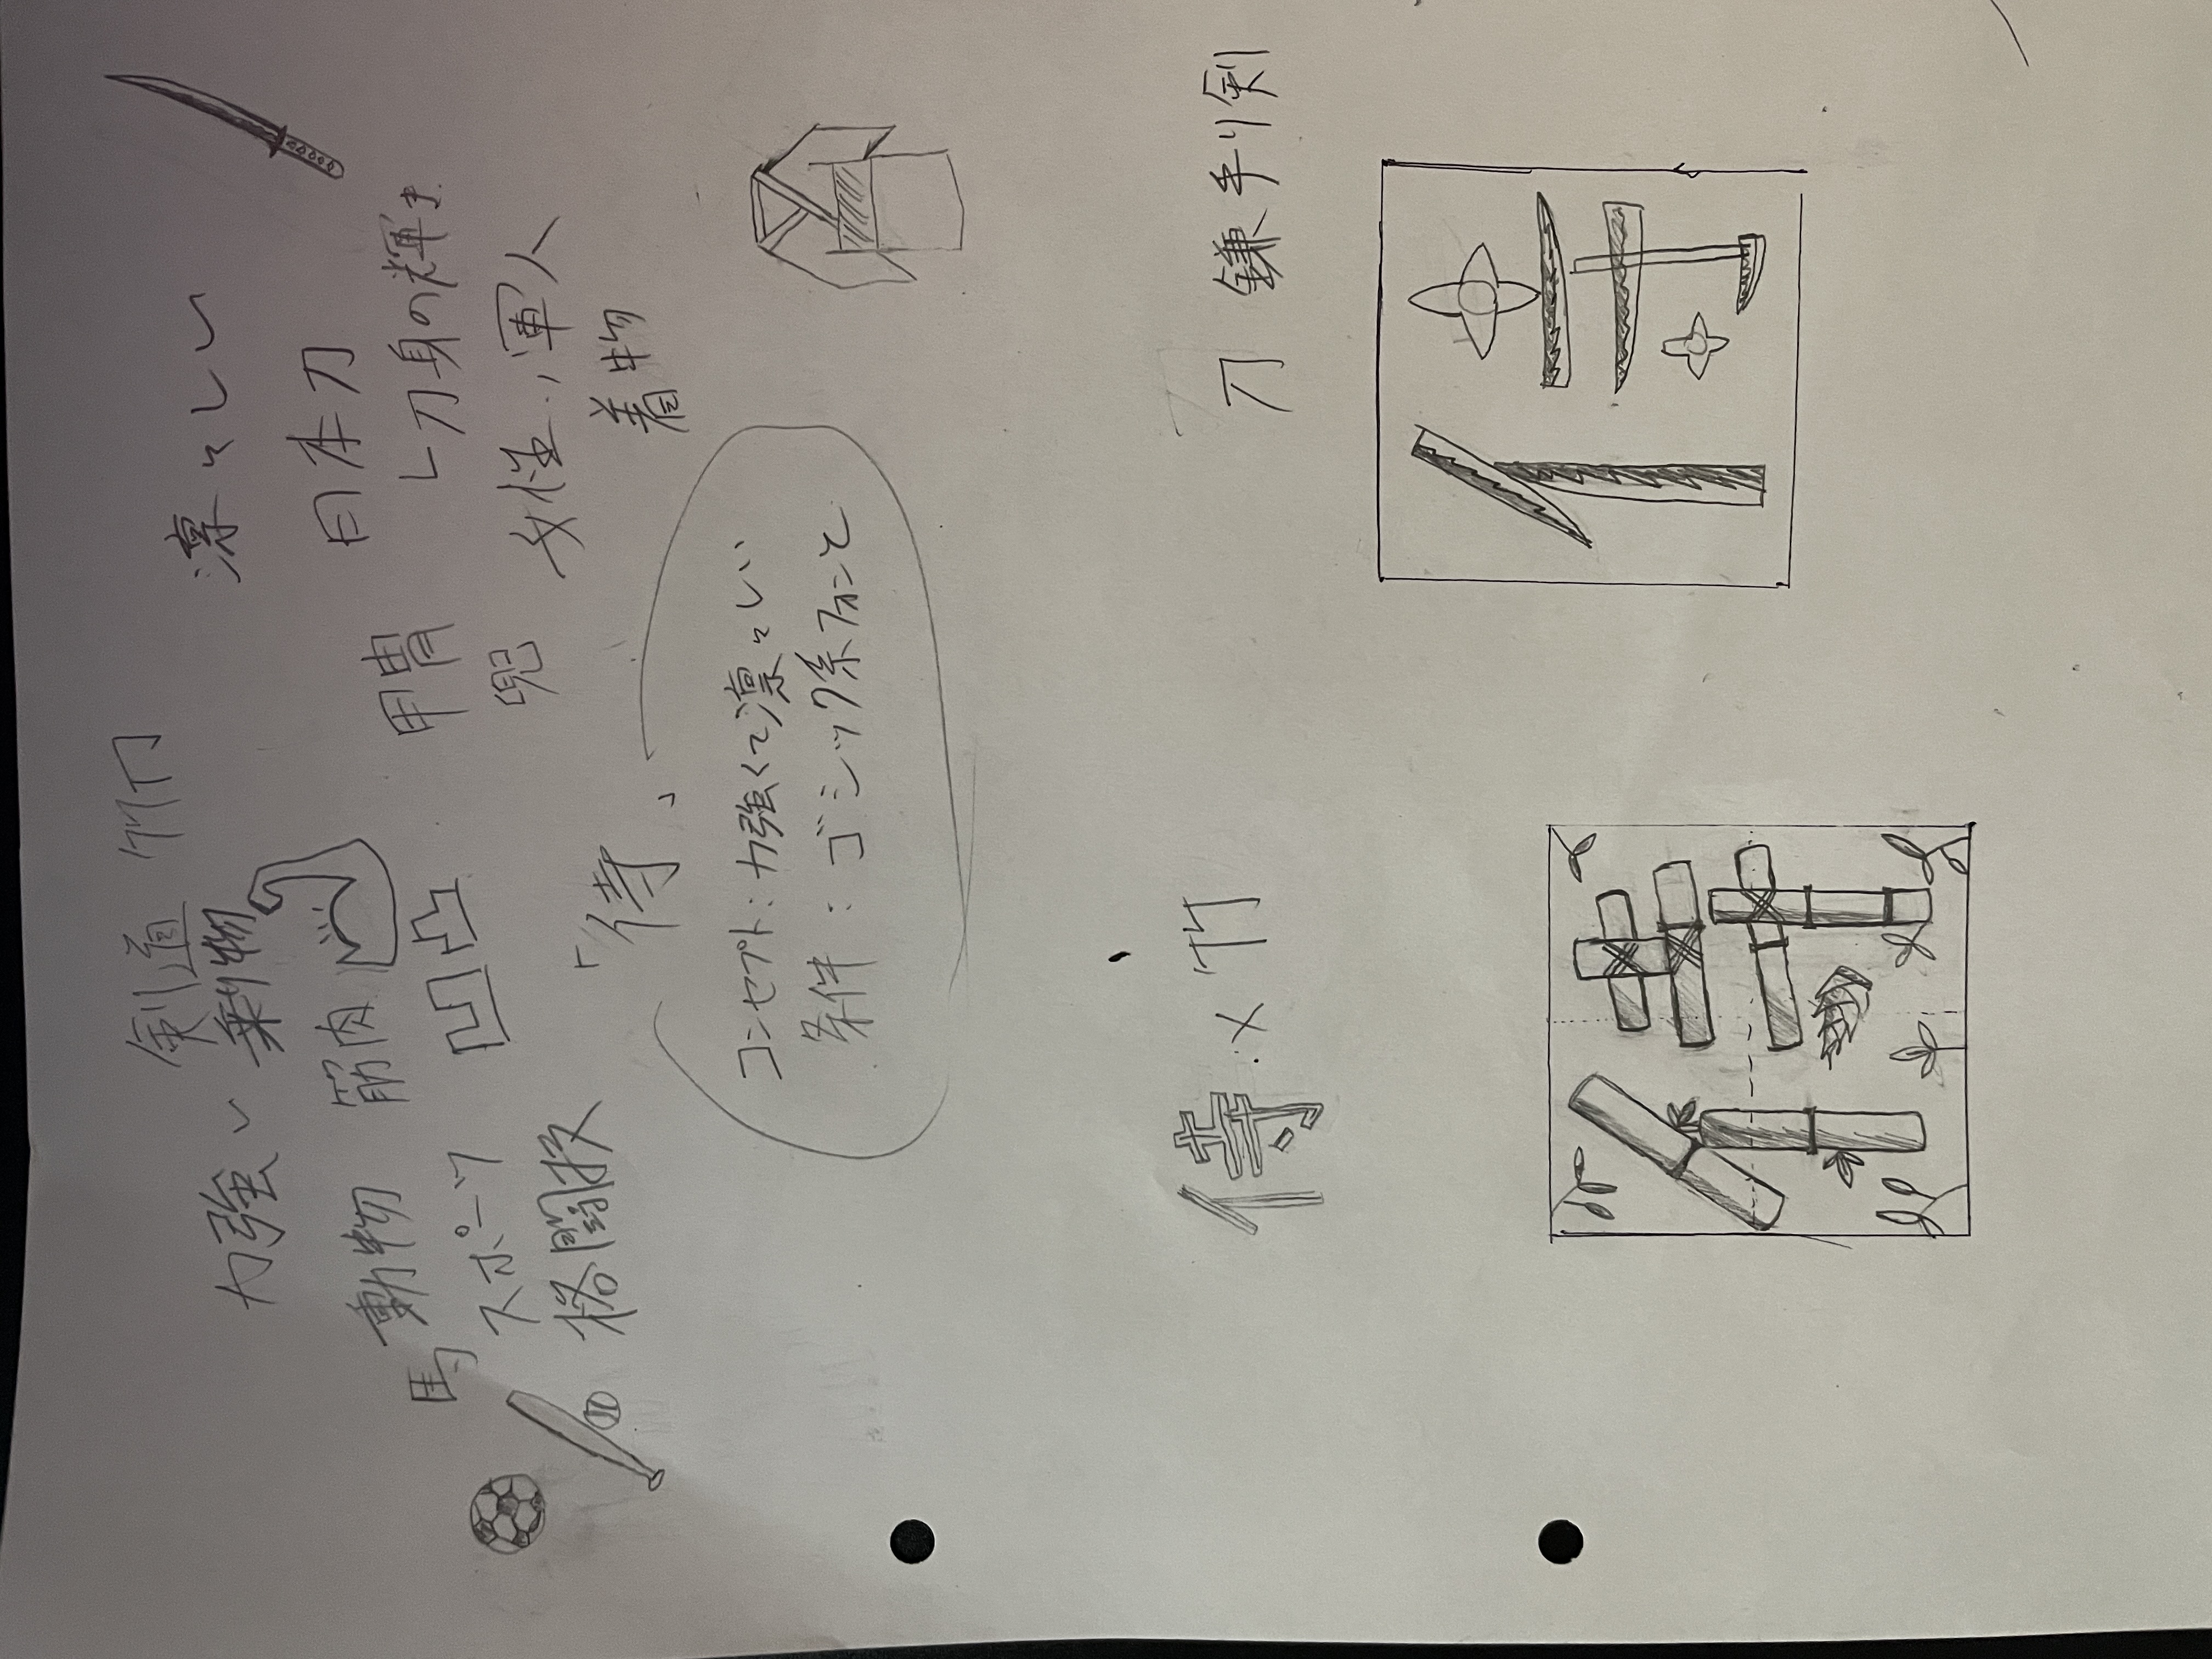 剣道 竹刀
力強い 乗り物
動物 筋肉
馬
スポーツ 凹凸
格闘技
凛々しい
日本刀
└刀身の輝き
甲冑
兜
女性、軍人
着物
「侍」
コンセプト:力強くて凛々しい
条件:ゴシック系フォント
侍×竹
刀 鎌 手り剣
侍
侍